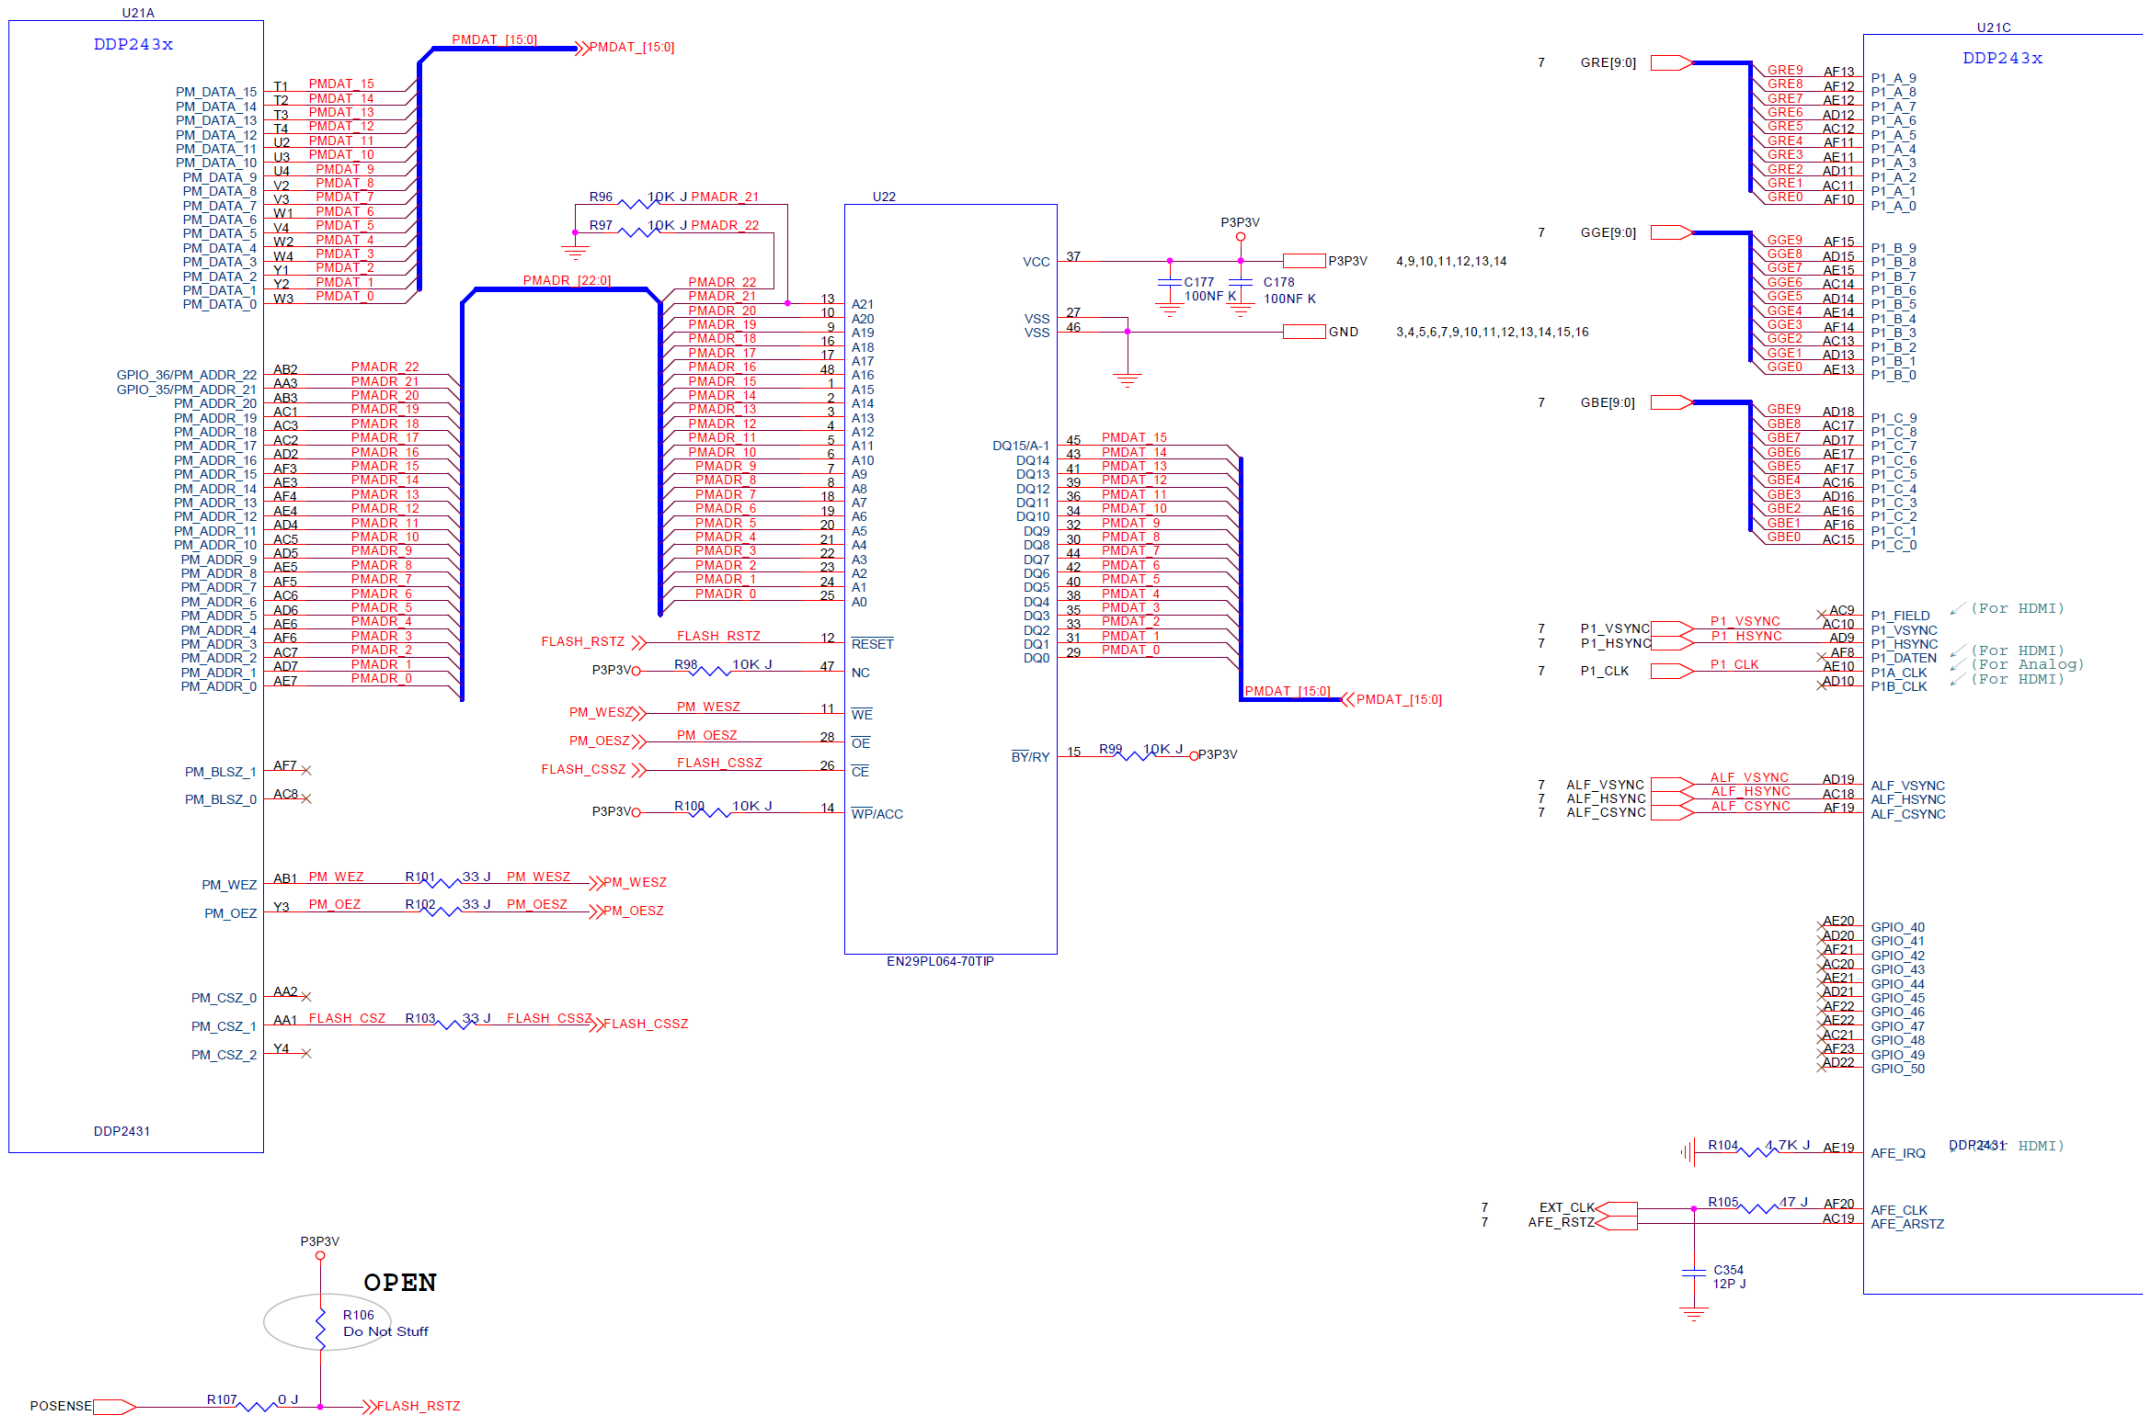 U21A
DDP243x
PMDAT_[15:0]
PMDAT_[15:0]
PM_DATA_15 T1 PMDAT_15
PM_DATA_14 T2 PMDAT_14
PM_DATA_13 T3 PMDAT_13
PM_DATA_12 T4 PMDAT_12
PM_DATA_11 U2 PMDAT_11
PM_DATA_10 U3 PMDAT_10
PM_DATA_9 U4 PMDAT_9
PM_DATA_8 V2 PMDAT_8
PM_DATA_7 V3 PMDAT_7
PM_DATA_6 W1 PMDAT_6
PM_DATA_5 V4 PMDAT_5
PM_DATA_4 W2 PMDAT_4
PM_DATA_3 W4 PMDAT_3
PM_DATA_2 Y1 PMDAT_2
PM_DATA_1 Y2 PMDAT_1
PM_DATA_0 W3 PMDAT_0
GPIO_36/PM_ADDR_22 AB2 PMADR_22
GPIO_35/PM_ADDR_21 AA3 PMADR_21
PM_ADDR_20 AB3 PMADR_20
PM_ADDR_19 AC1 PMADR_19
PM_ADDR_18 AC3 PMADR_18
PM_ADDR_17 AC2 PMADR_17
PM_ADDR_16 AD2 PMADR_16
PM_ADDR_15 AF3 PMADR_15
PM_ADDR_14 AE3 PMADR_14
PM_ADDR_13 AF4 PMADR_13
PM_ADDR_12 AE4 PMADR_12
PM_ADDR_11 AD4 PMADR_11
PM_ADDR_10 AC5 PMADR_10
PM_ADDR_9 AD5 PMADR_9
PM_ADDR_8 AE5 PMADR_8
PM_ADDR_7 AF5 PMADR_7
PM_ADDR_6 AC6 PMADR_6
PM_ADDR_5 AD6 PMADR_5
PM_ADDR_4 AE6 PMADR_4
PM_ADDR_3 AF6 PMADR_3
PM_ADDR_2 AC7 PMADR_2
PM_ADDR_1 AD7 PMADR_1
PM_ADDR_0 AE7 PMADR_0
PM_BLSZ_1 AF7
PM_BLSZ_0 AC8
PM_WEZ AB1 PM_WEZ R101 33 J PM_WESZ PM_WESZ
PM_OEZ Y3 PM_OEZ R102 33 J PM_OESZ PM_OESZ
PM_CSZ_0 AA2
PM_CSZ_1 AA1 FLASH_CSZ R103 33 J FLASH_CSSZ FLASH_CSSZ
PM_CSZ_2 Y4
DDP2431
P3P3V
OPEN
R106
Do Not Stuff
POSENSE R107 0 J FLASH_RSTZ
R96 10K J PMADR_21
R97 10K J PMADR_22
PMADR_[22:0]
U22
PMADR_22
PMADR_21 13 A21
PMADR_20 10 A20
PMADR_19 9 A19
PMADR_18 16 A18
PMADR_17 17 A17
PMADR_16 48 A16
PMADR_15 1 A15
PMADR_14 2 A14
PMADR_13 3 A13
PMADR_12 4 A12
PMADR_11 5 A11
PMADR_10 6 A10
PMADR_9 7 A9
PMADR_8 8 A8
PMADR_7 18 A7
PMADR_6 19 A6
PMADR_5 20 A5
PMADR_4 21 A4
PMADR_3 22 A3
PMADR_2 23 A2
PMADR_1 24 A1
PMADR_0 25 A0
FLASH_RSTZ FLASH_RSTZ 12 RESET
P3P3V R98 10K J 47 NC
PM_WESZ PM_WESZ 11 WE
PM_OESZ PM_OESZ 28 OE
FLASH_CSSZ FLASH_CSSZ 26 CE
P3P3V R100 10K J 14 WP/ACC
P3P3V
VCC 37 P3P3V 4,9,10,11,12,13,14
C177
100NF K
C178
100NF K
VSS 27
VSS 46 GND 3,4,5,6,7,9,10,11,12,13,14,15,16
DQ15/A-1 45 PMDAT_15
DQ14 43 PMDAT_14
DQ13 41 PMDAT_13
DQ12 39 PMDAT_12
DQ11 36 PMDAT_11
DQ10 34 PMDAT_10
DQ9 32 PMDAT_9
DQ8 30 PMDAT_8
DQ7 44 PMDAT_7
DQ6 42 PMDAT_6
DQ5 40 PMDAT_5
DQ4 38 PMDAT_4
DQ3 35 PMDAT_3
DQ2 33 PMDAT_2
DQ1 31 PMDAT_1
DQ0 29 PMDAT_0
PMDAT_[15:0] PMDAT_[15:0]
BY/RY 15 R99 10K J P3P3V
EN29PL064-70TIP
U21C
DDP243x
7 GRE[9:0]
GRE9 AF13 P1_A_9
GRE8 AF12 P1_A_8
GRE7 AE12 P1_A_7
GRE6 AD12 P1_A_6
GRE5 AC12 P1_A_5
GRE4 AF11 P1_A_4
GRE3 AE11 P1_A_3
GRE2 AD11 P1_A_2
GRE1 AC11 P1_A_1
GRE0 AF10 P1_A_0
7 GGE[9:0]
GGE9 AF15 P1_B_9
GGE8 AD15 P1_B_8
GGE7 AE15 P1_B_7
GGE6 AC14 P1_B_6
GGE5 AD14 P1_B_5
GGE4 AE14 P1_B_4
GGE3 AF14 P1_B_3
GGE2 AC13 P1_B_2
GGE1 AD13 P1_B_1
GGE0 AE13 P1_B_0
7 GBE[9:0]
GBE9 AD18 P1_C_9
GBE8 AC17 P1_C_8
GBE7 AD17 P1_C_7
GBE6 AE17 P1_C_6
GBE5 AF17 P1_C_5
GBE4 AC16 P1_C_4
GBE3 AD16 P1_C_3
GBE2 AE16 P1_C_2
GBE1 AF16 P1_C_1
GBE0 AC15 P1_C_0
AC9 P1_FIELD (For HDMI)
7 P1_VSYNC P1_VSYNC AC10 P1_VSYNC
7 P1_HSYNC P1_HSYNC AD9 P1_HSYNC
AF8 P1_DATEN (For HDMI)
7 P1_CLK P1_CLK AE10 P1A_CLK (For Analog)
AD10 P1B_CLK (For HDMI)
7 ALF_VSYNC ALF_VSYNC AD19 ALF_VSYNC
7 ALF_HSYNC ALF_HSYNC AC18 ALF_HSYNC
7 ALF_CSYNC ALF_CSYNC AF19 ALF_CSYNC
AE20 GPIO_40
AD20 GPIO_41
AF21 GPIO_42
AC20 GPIO_43
AE21 GPIO_44
AD21 GPIO_45
AF22 GPIO_46
AE22 GPIO_47
AC21 GPIO_48
AF23 GPIO_49
AD22 GPIO_50
R104 4.7K J AE19 AFE_IRQ DDP2431 (For HDMI)
7 EXT_CLK R105 47 J AF20 AFE_CLK
7 AFE_RSTZ AC19 AFE_ARSTZ
C354
12P J